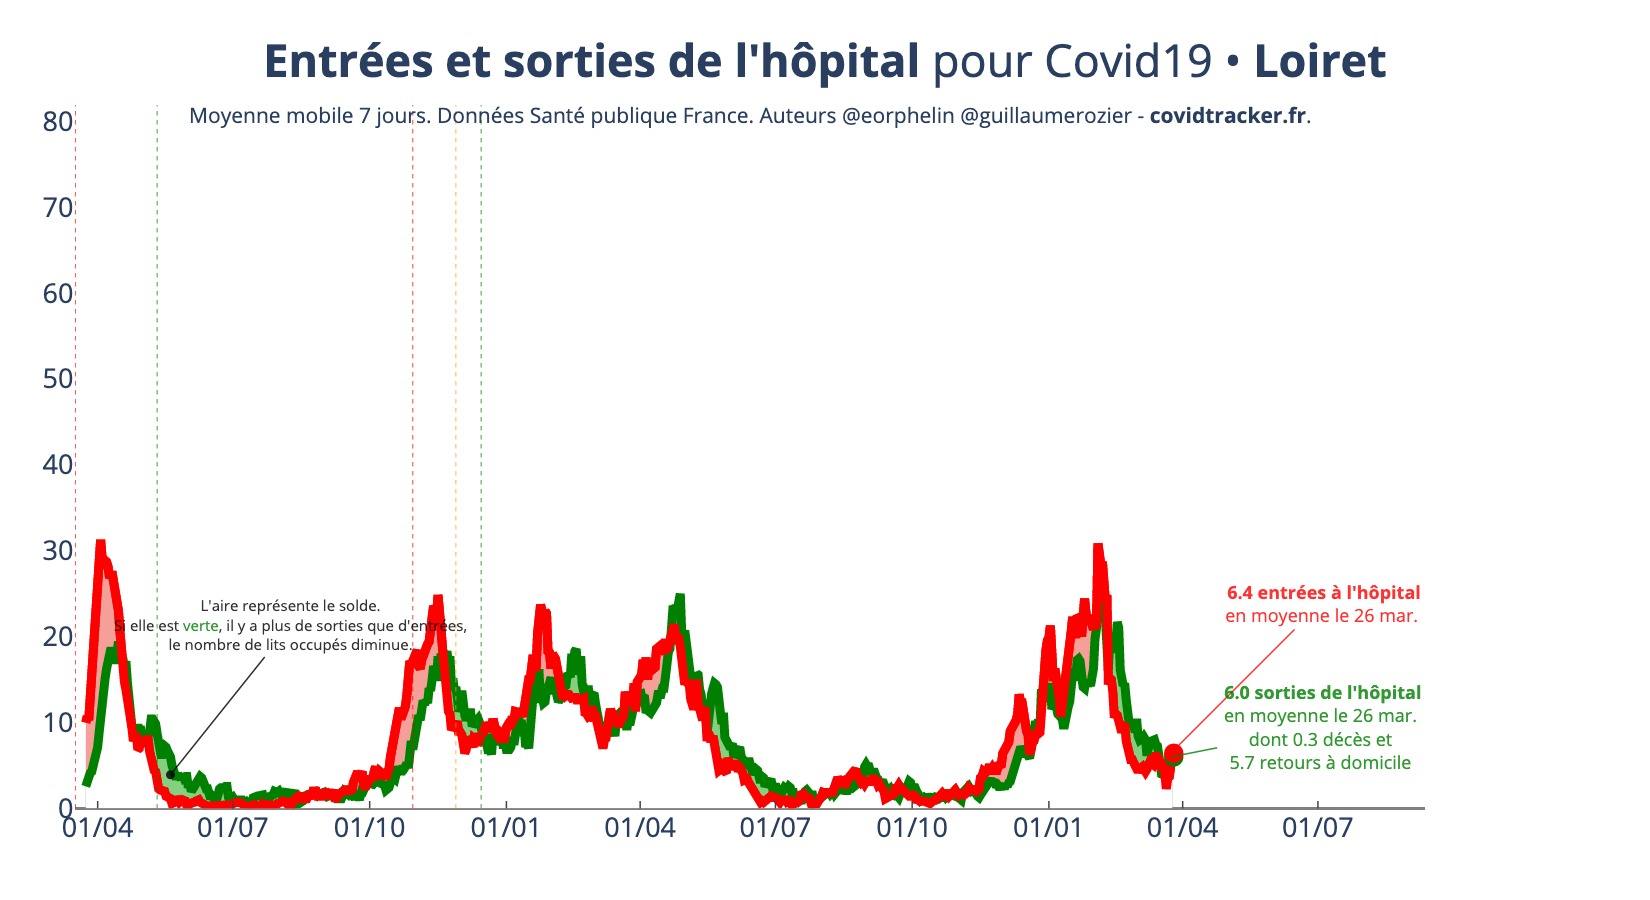 Entrées et sorties de l'hôpital pour Covid19 • Loiret
Moyenne mobile 7 jours. Données Santé publique France. Auteurs @eorphelin @guillaumerozier - covidtracker.fr.
80
70
60
50
40
30
20
10
0
L'aire représente le solde.
Si elle est verte, il y a plus de sorties que d'entrées,
le nombre de lits occupés diminue.
6.4 entrées à l'hôpital
en moyenne le 26 mar.
6.0 sorties de l'hôpital
en moyenne le 26 mar.
dont 0.3 décès et
5.7 retours à domicile
01/04 01/07 01/10 01/01 01/04 01/07 01/10 01/01 01/04 01/07